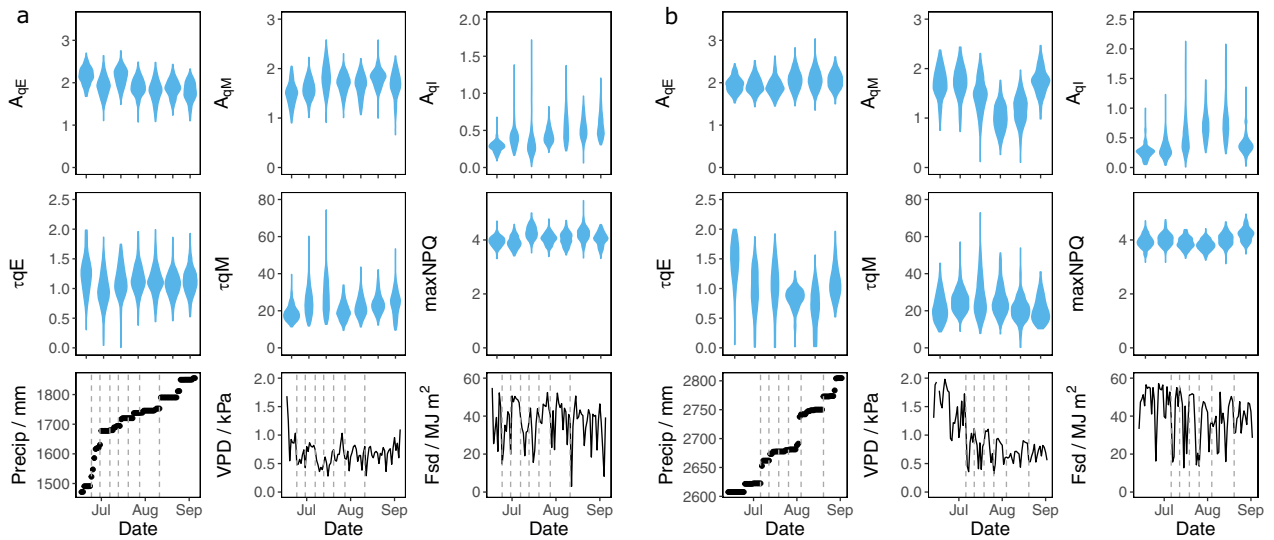 a
A_qE
3
2
1
0
A_qM
3
2
1
0
A_qI
2.0
1.5
1.0
0.5
0.0
τqE
2.0
1.5
1.0
0.5
0.0
τqM
80
60
40
20
0
maxNPQ
4
2
0
Precip / mm
1800
1700
1600
1500
Jul Aug Sep
Date
VPD / kPa
2.0
1.5
1.0
0.5
0.0
Jul Aug Sep
Date
Fsd / MJ m²
60
40
20
0
Jul Aug Sep
Date
b
A_qE
3
2
1
0
A_qM
3
2
1
0
A_qI
2.5
2.0
1.5
1.0
0.5
0.0
τqE
2.0
1.5
1.0
0.5
0.0
τqM
80
60
40
20
0
maxNPQ
4
2
0
Precip / mm
2800
2750
2700
2650
2600
Jul Aug Sep
Date
VPD / kPa
2.0
1.5
1.0
0.5
0.0
Jul Aug Sep
Date
Fsd / MJ m²
60
40
20
0
Jul Aug Sep
Date